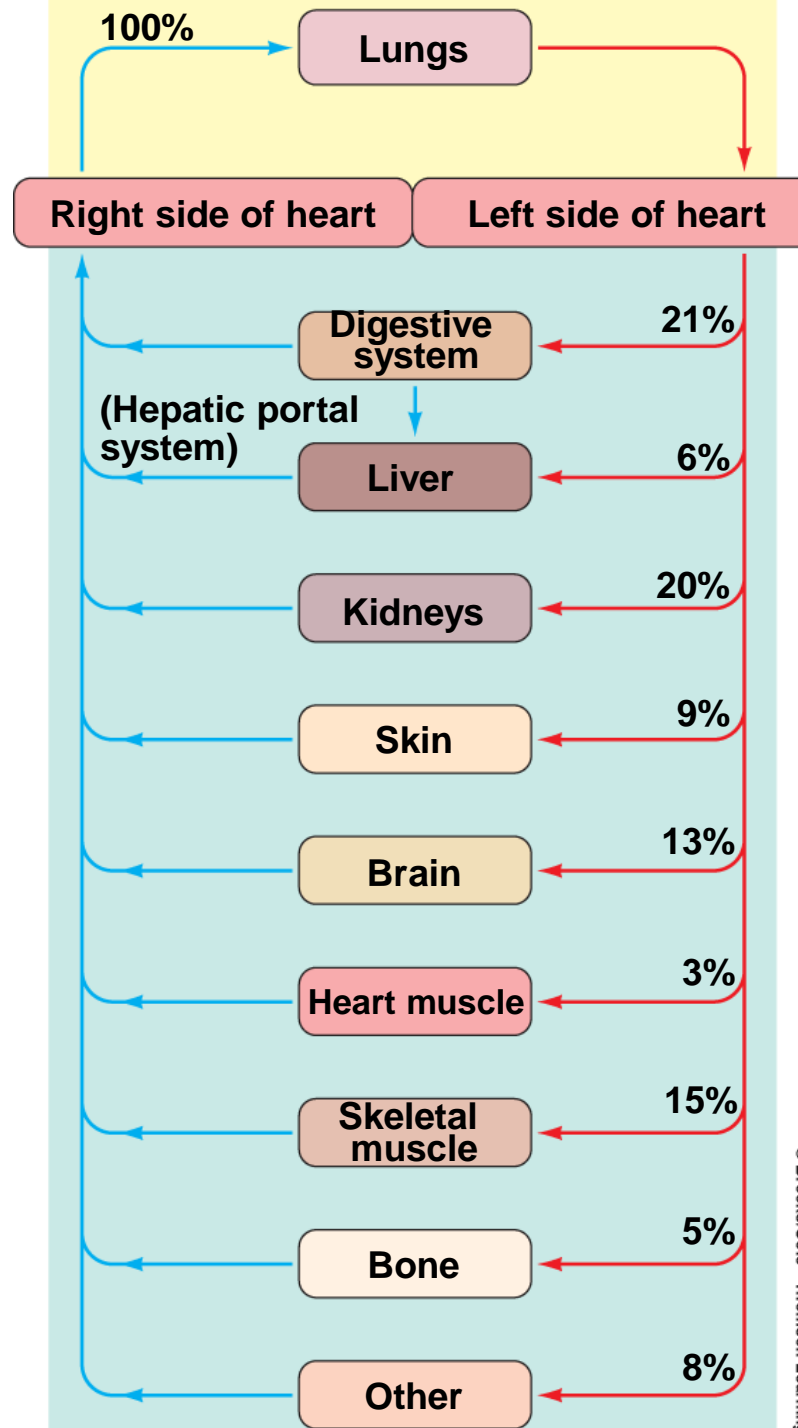 100%
Lungs
Right side of heart
Left side of heart
Digestive
system
21%
(Hepatic portal
system)
Liver
6%
Kidneys
20%
Skin
9%
Brain
13%
Heart muscle
3%
Skeletal
muscle
15%
Bone
5%
Other
8%